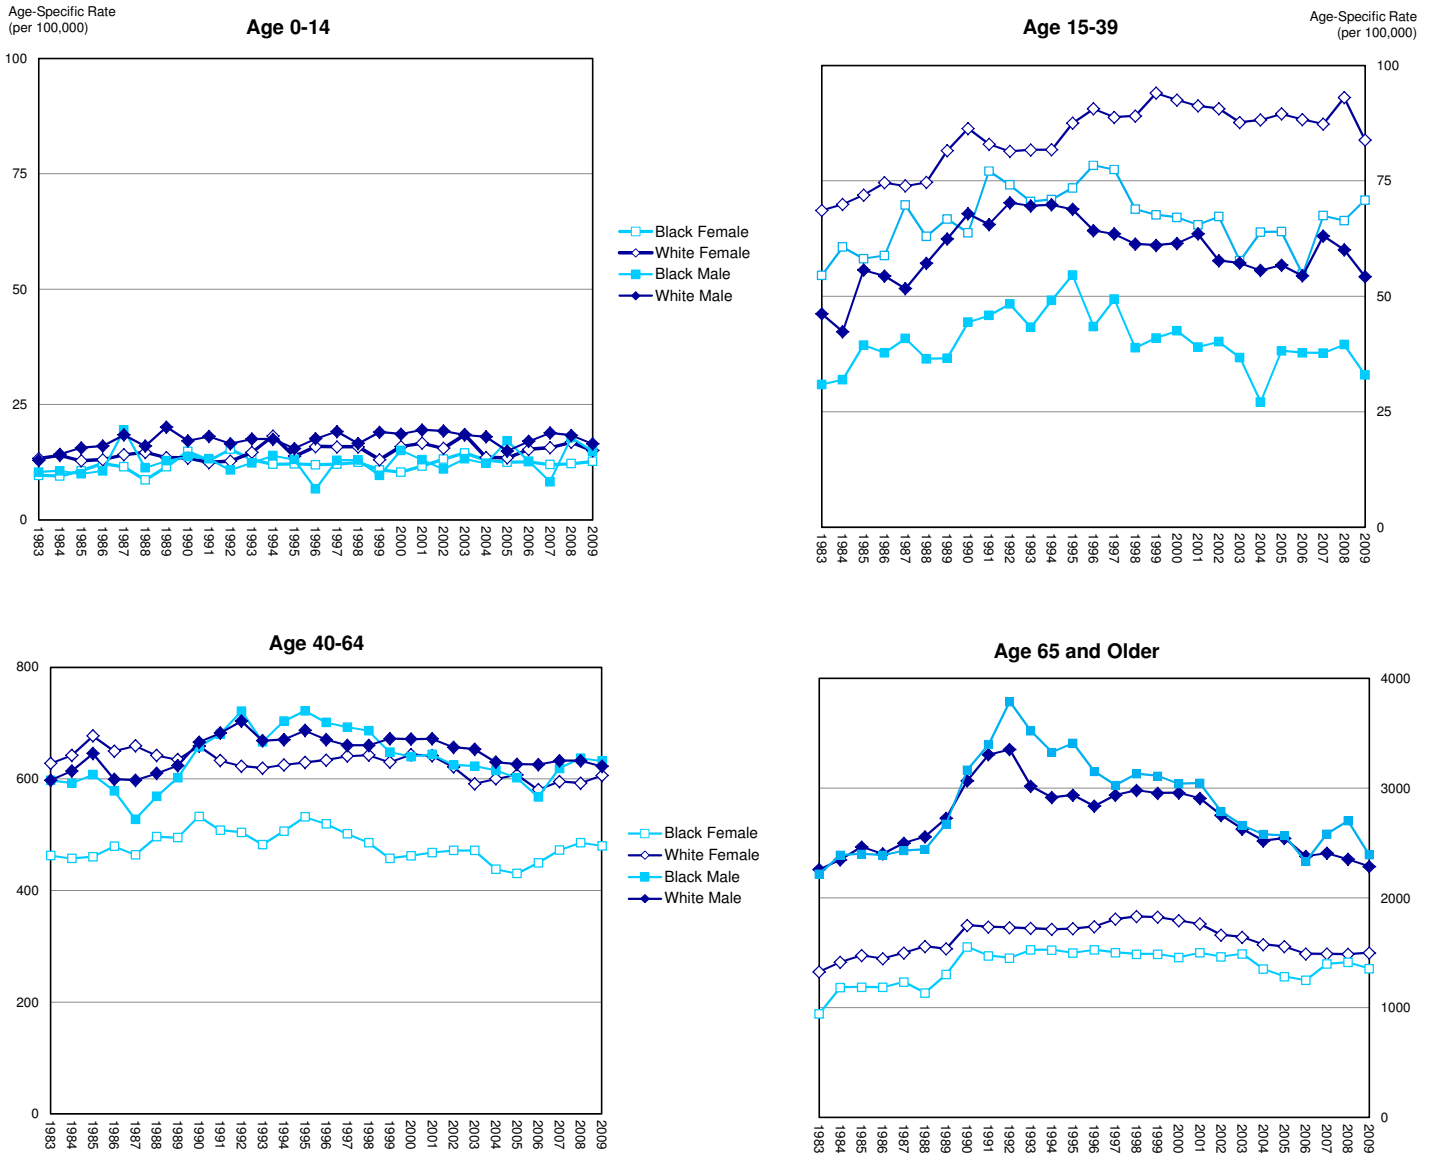 Age-Specific Rate
(per 100,000)
Age 0-14
100
75
50
25
0
1983 1984 1985 1986 1987 1988 1989 1990 1991 1992 1993 1994 1995 1996 1997 1998 1999 2000 2001 2002 2003 2004 2005 2006 2007 2008 2009
Black Female
White Female
Black Male
White Male
Age 15-39
Age-Specific Rate
(per 100,000)
100
75
50
25
0
1983 1984 1985 1986 1987 1988 1989 1990 1991 1992 1993 1994 1995 1996 1997 1998 1999 2000 2001 2002 2003 2004 2005 2006 2007 2008 2009
Age 40-64
800
600
400
200
0
1983 1984 1985 1986 1987 1988 1989 1990 1991 1992 1993 1994 1995 1996 1997 1998 1999 2000 2001 2002 2003 2004 2005 2006 2007 2008 2009
Black Female
White Female
Black Male
White Male
Age 65 and Older
4000
3000
2000
1000
0
1983 1984 1985 1986 1987 1988 1989 1990 1991 1992 1993 1994 1995 1996 1997 1998 1999 2000 2001 2002 2003 2004 2005 2006 2007 2008 2009